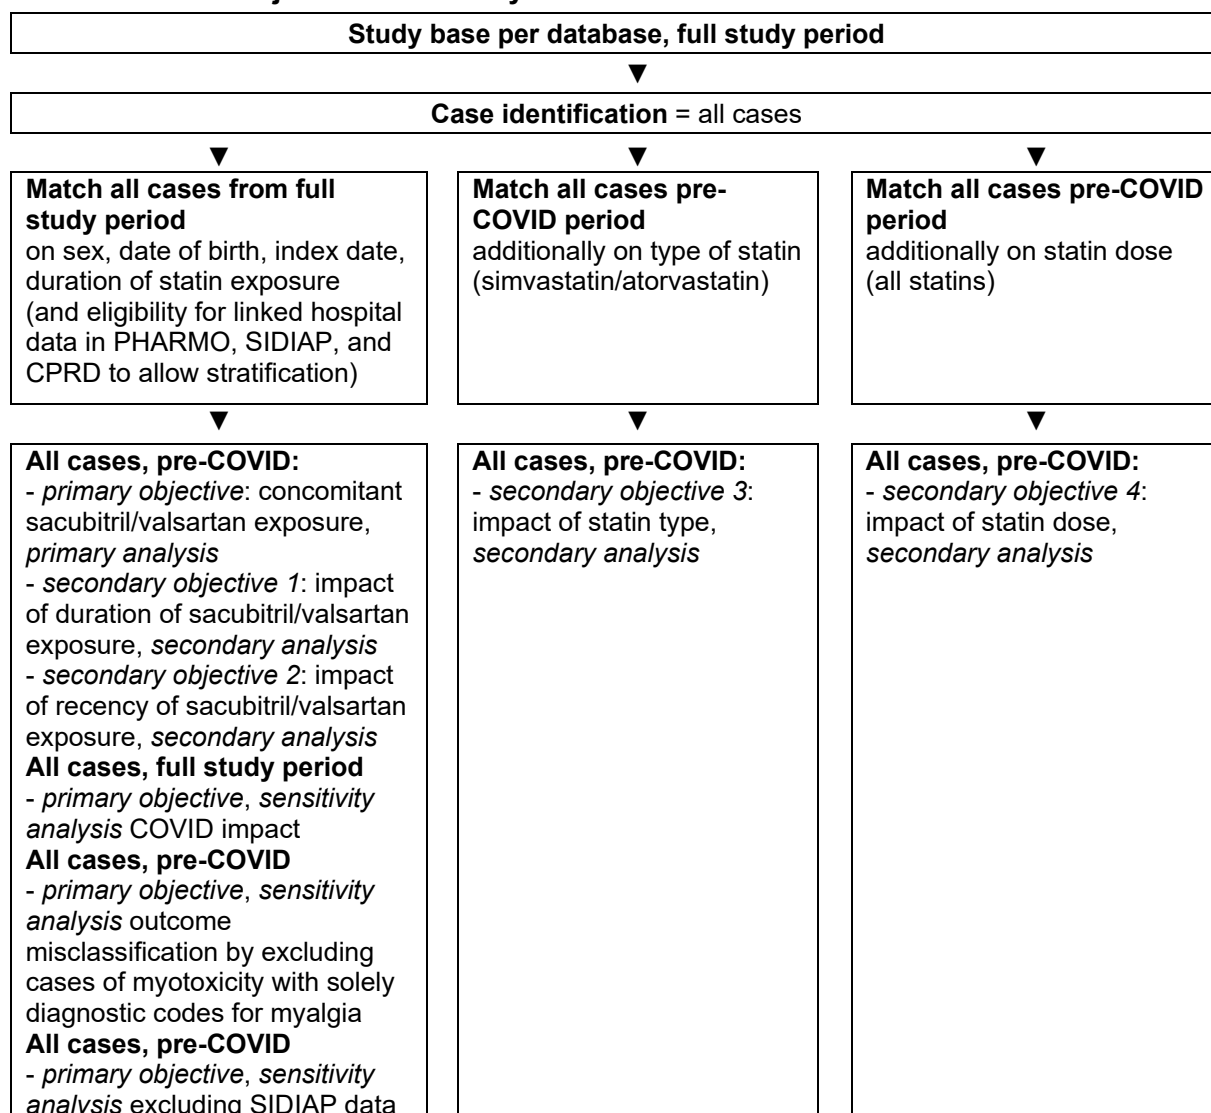 Study base per database, full study period
▼
Case identification = all cases
▼ ▼ ▼
Match all cases from full
study period
on sex, date of birth, index date,
duration of statin exposure
(and eligibility for linked hospital
data in PHARMO, SIDIAP, and
CPRD to allow stratification)
Match all cases pre-
COVID period
additionally on type of statin
(simvastatin/atorvastatin)
Match all cases pre-COVID
period
additionally on statin dose
(all statins)
▼ ▼ ▼
All cases, pre-COVID:
- primary objective: concomitant
sacubitril/valsartan exposure,
primary analysis
- secondary objective 1: impact
of duration of sacubitril/valsartan
exposure, secondary analysis
- secondary objective 2: impact
of recency of sacubitril/valsartan
exposure, secondary analysis
All cases, full study period
- primary objective, sensitivity
analysis COVID impact
All cases, pre-COVID
- primary objective, sensitivity
analysis outcome
misclassification by excluding
cases of myotoxicity with solely
diagnostic codes for myalgia
All cases, pre-COVID
- primary objective, sensitivity
analysis excluding SIDIAP data
All cases, pre-COVID:
- secondary objective 3:
impact of statin type,
secondary analysis
All cases, pre-COVID:
- secondary objective 4:
impact of statin dose,
secondary analysis